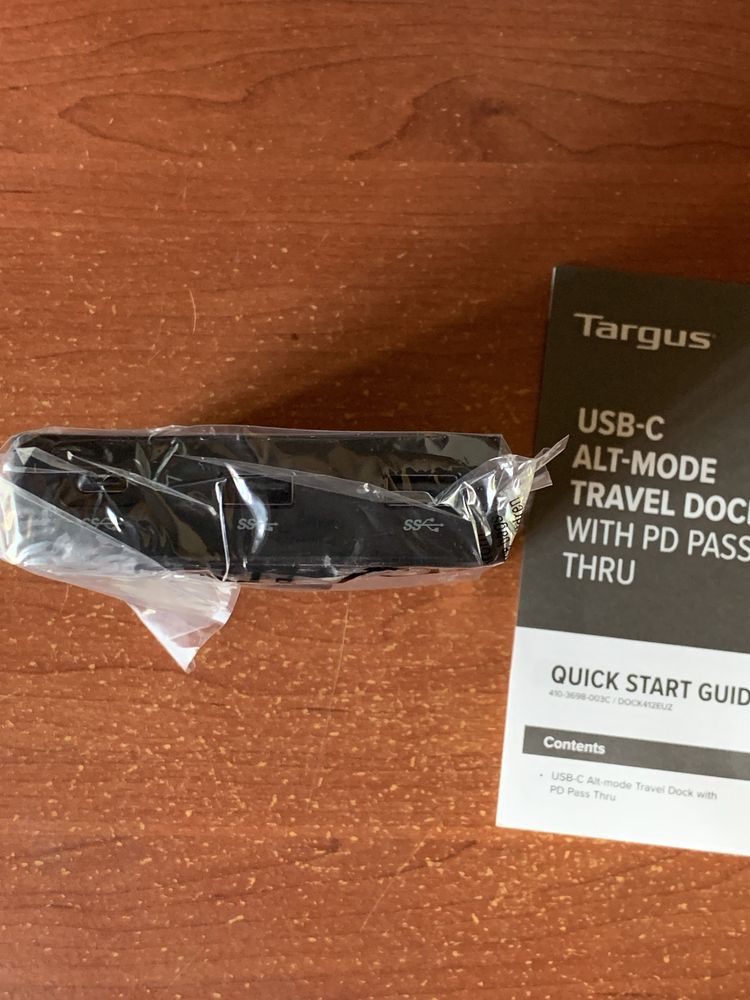 SS
SS
SS
Targus
USB-C
ALT-MODE
TRAVEL DOC
WITH PD PASS
THRU
QUICK START GUID
410-3698-003C / DOCK412EUZ
Contents
• USB-C Alt-mode Travel Dock with
PD Pass Thru